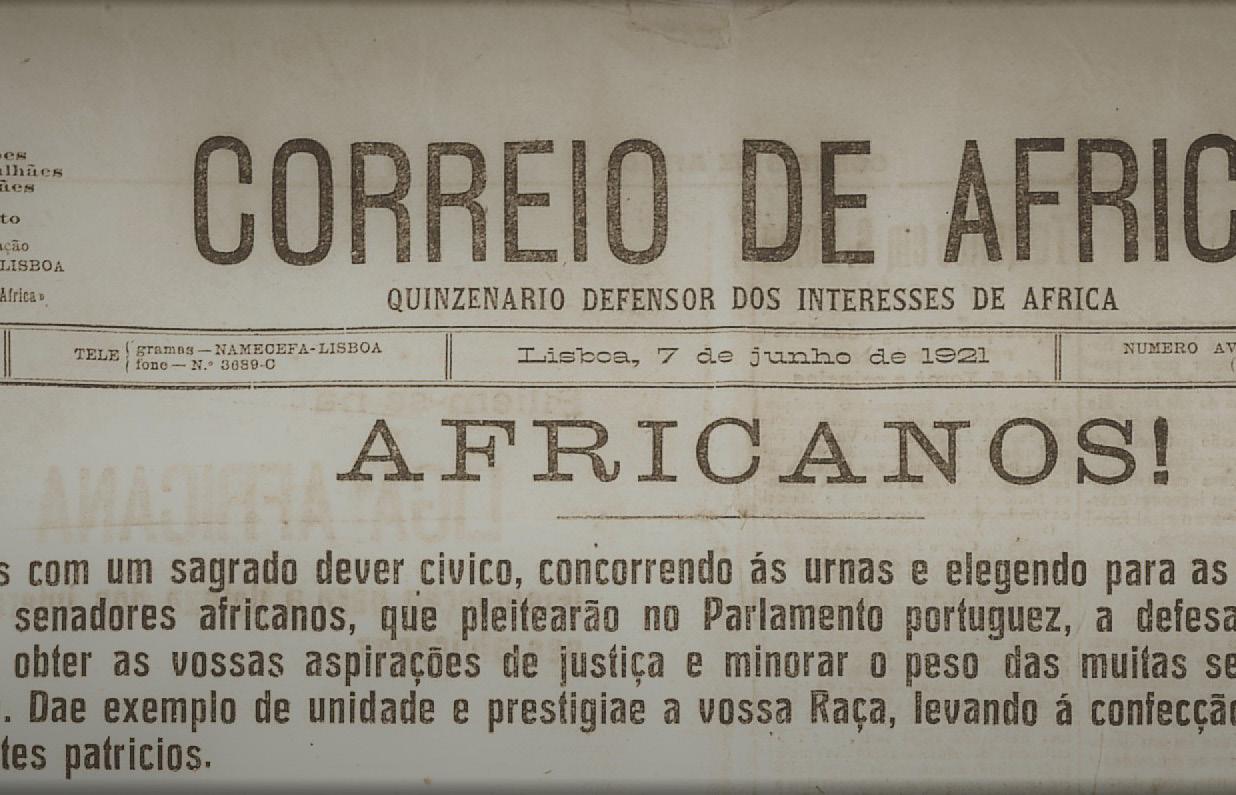 CORREIO DE AFRIC
QUINZENARIO DEFENSOR DOS INTERESSES DE AFRICA
LISBOA
Africa»
TELE gramas — NAMECEFA-LISBOA
fone — N.º 3689-C
Lisboa, 7 de junho de 1921
NUMERO AV
AFRICANOS!
s com um sagrado dever civico, concorrendo ás urnas e elegendo para as
senadores africanos, que pleitearão no Parlamento portuguez, a defesa
obter as vossas aspirações de justiça e minorar o peso das muitas se
. Dae exemplo de unidade e prestigiae a vossa Raça, levando á confecção
tes patricios.